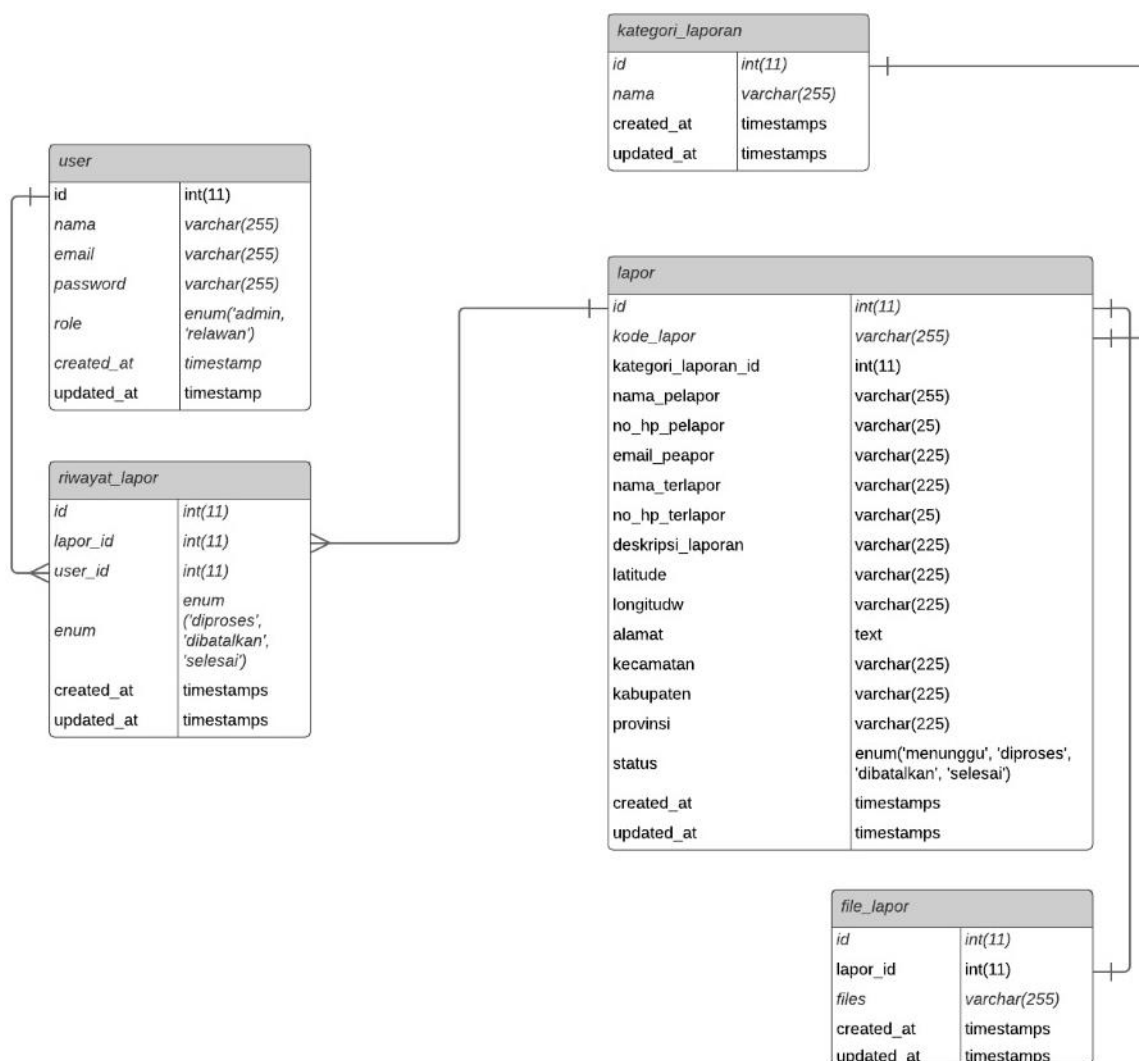 kategori_laporan
id int(11)
nama varchar(255)
created_at timestamps
updated_at timestamps
user
id int(11)
nama varchar(255)
email varchar(255)
password varchar(255)
role enum('admin,
'relawan')
created_at timestamp
updated_at timestamp
riwayat_lapor
id int(11)
lapor_id int(11)
user_id int(11)
enum enum
('diproses',
'dibatalkan',
'selesai')
created_at timestamps
updated_at timestamps
lapor
id int(11)
kode_lapor varchar(255)
kategori_laporan_id int(11)
nama_pelapor varchar(255)
no_hp_pelapor varchar(25)
email_peapor varchar(225)
nama_terlapor varchar(225)
no_hp_terlapor varchar(25)
deskripsi_laporan varchar(225)
latitude varchar(225)
longitudw varchar(225)
alamat text
kecamatan varchar(225)
kabupaten varchar(225)
provinsi varchar(225)
status enum('menunggu', 'diproses',
'dibatalkan', 'selesai')
created_at timestamps
updated_at timestamps
file_lapor
id int(11)
lapor_id int(11)
files varchar(255)
created_at timestamps
updated_at timestamps